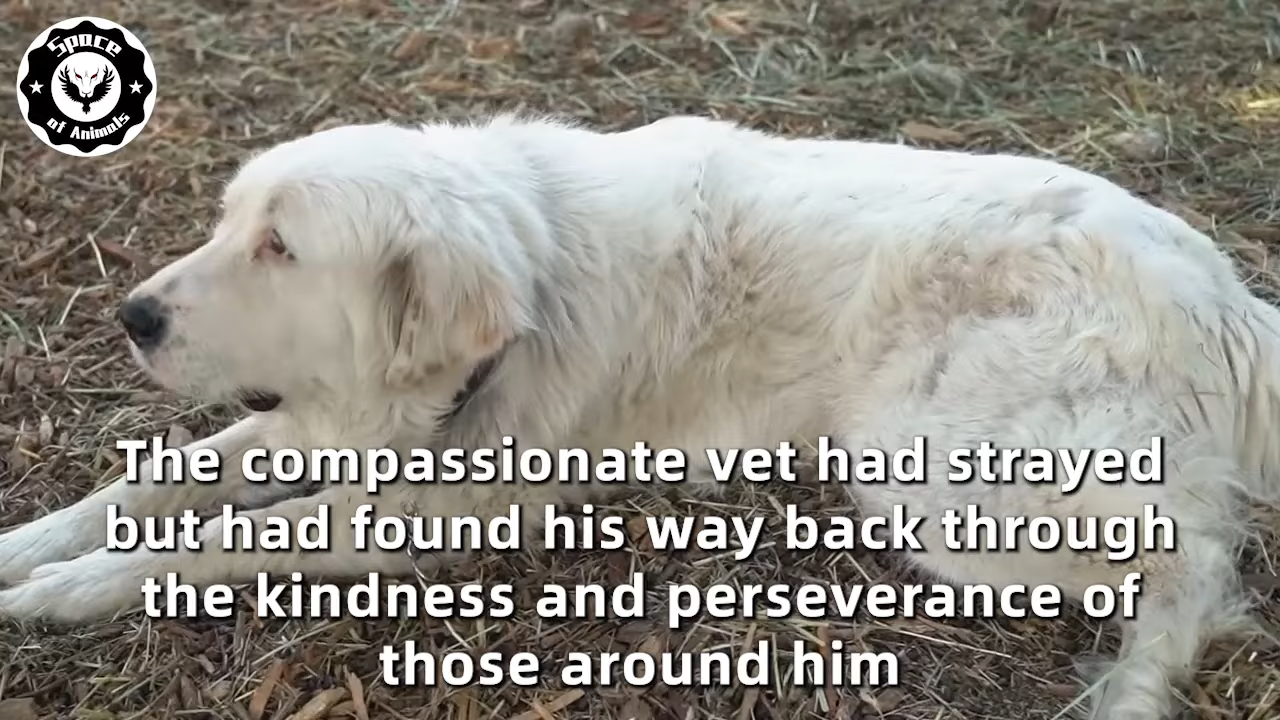 Space
of Animals
The compassionate vet had strayed
but had found his way back through
the kindness and perseverance of
those around him